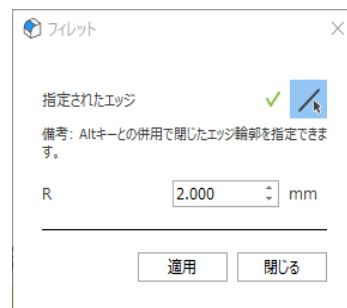 フィレット
指定されたエッジ
備考: Altキーとの併用で閉じたエッジ輪郭を指定できま
す。
R 2.000 mm
適用 閉じる